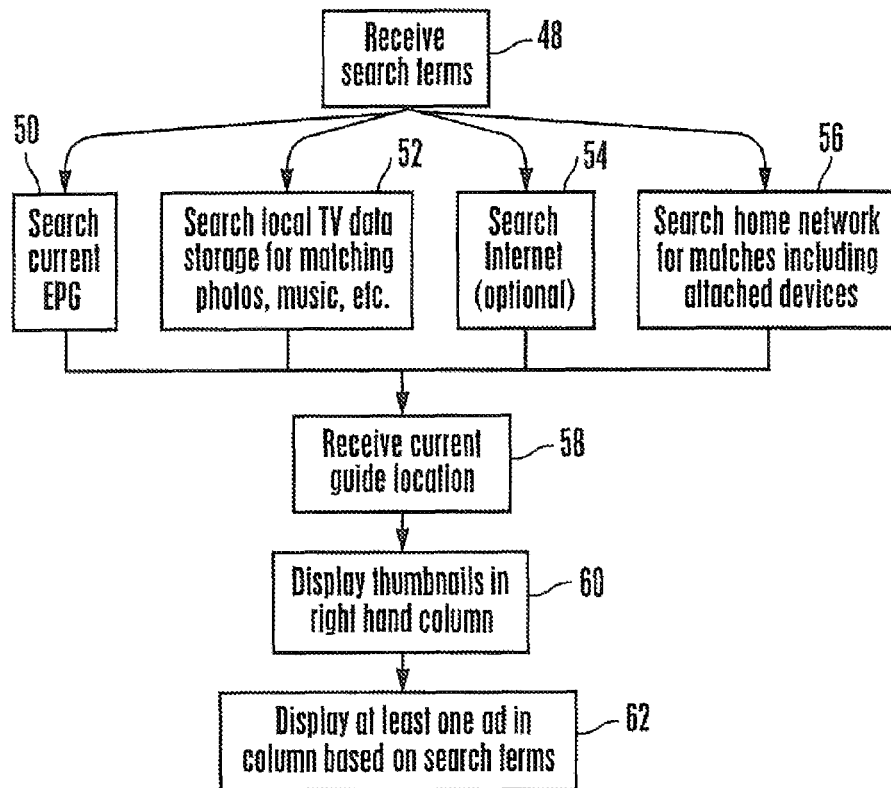 Receive
search terms
48
50
52
54
56
Search
current
EPG
Search local TV data
storage for matching
photos, music, etc.
Search
Internet
(optional)
Search home network
for matches including
attached devices
Receive current
guide location
58
Display thumbnails in
right hand column
60
Display at least one ad in
column based on search terms
62